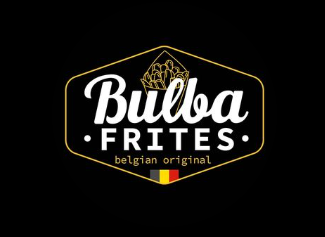 Bulba
• FRITES •
belgian original